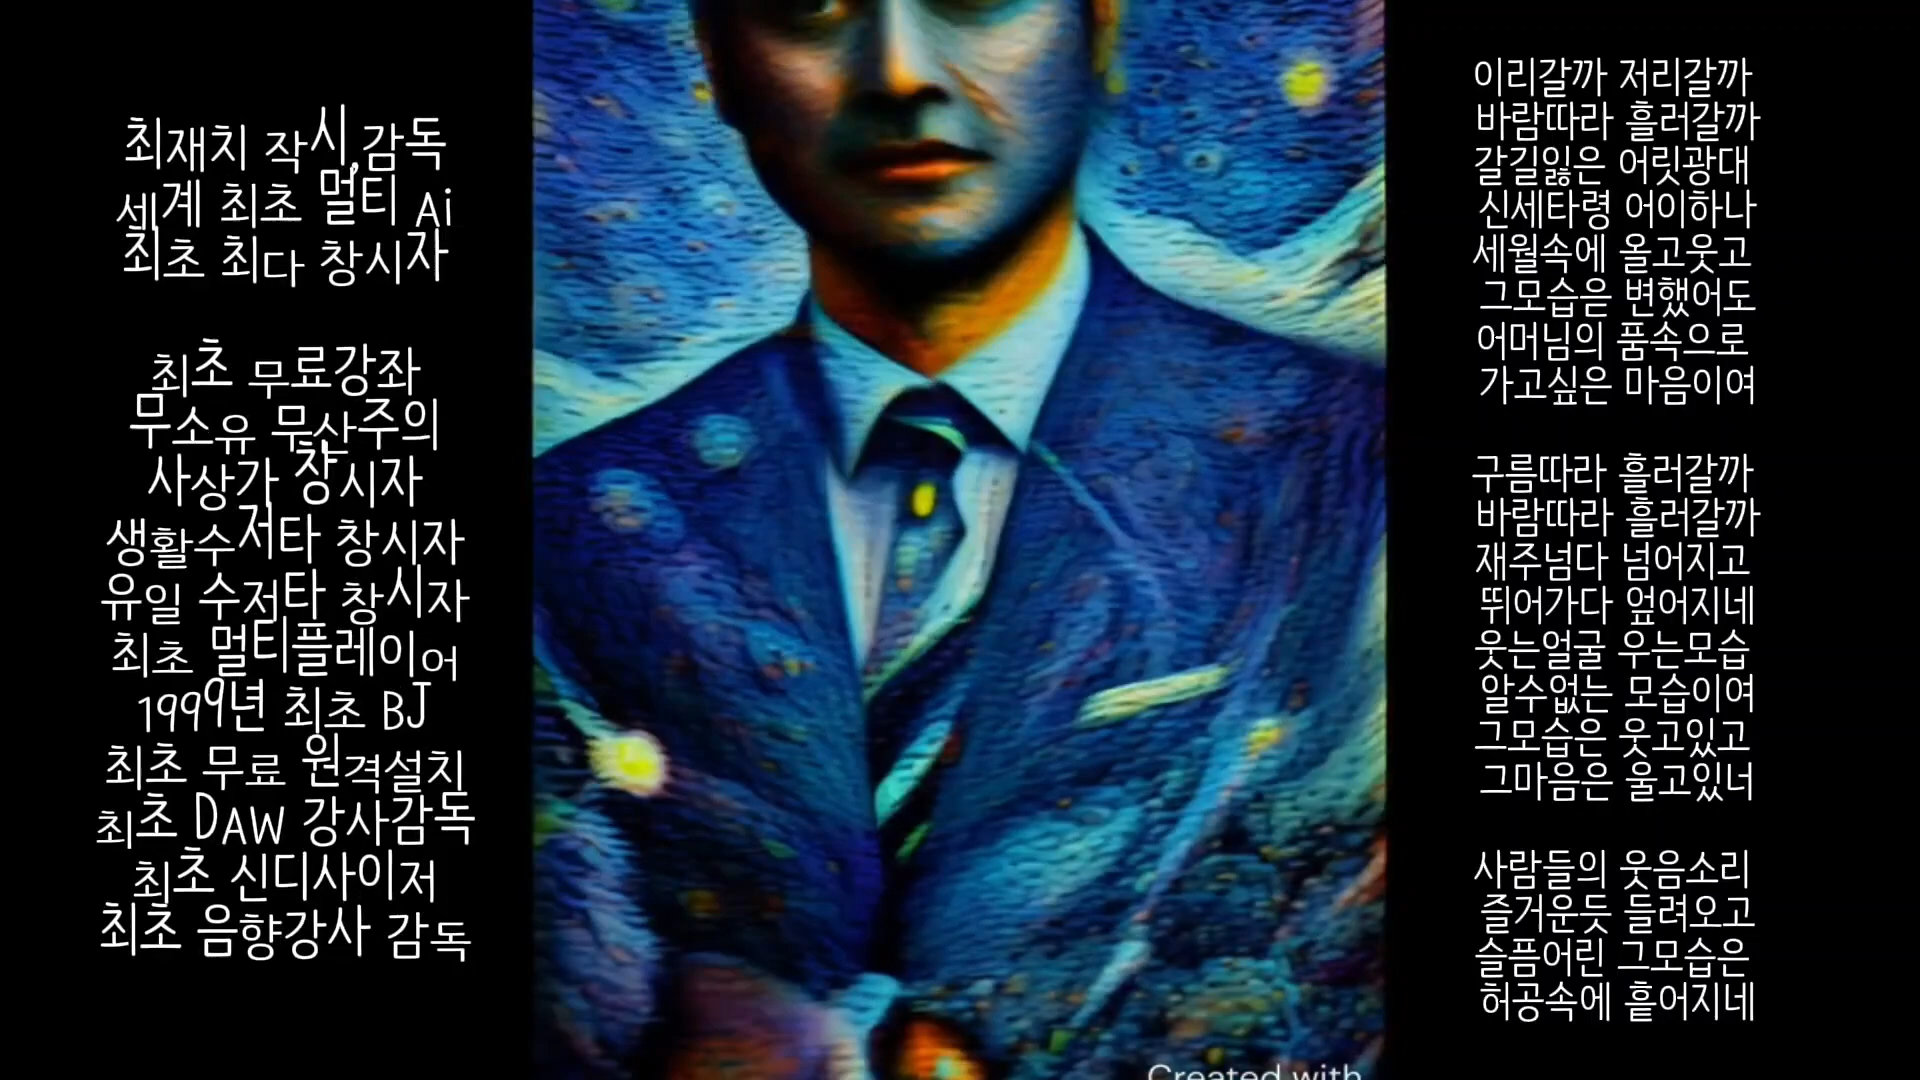 최재치 작시,감독
세계 최초 멀티 Ai
최초 최다 창시자
최초 무료강좌
무소유 무산주의
사상가 창시자
생활수저타 창시자
유일 수저타 창시자
최초 멀티플레이어
1999년 최초 BJ
최초 무료 원격설치
최초 DAW 강사감독
최초 신디사이저
최초 음향강사 감독
이리갈까 저리갈까
바람따라 흘러갈까
갈길잃은 어릿광대
신세타령 어이하나
세월속에 올고웃고
그모습은 변했어도
어머님의 품속으로
가고싶은 마음이여
구름따라 흘러갈까
바람따라 흘러갈까
재주넘다 넘어지고
뛰어가다 엎어지네
웃는얼굴 우는모습
알수없는 모습이여
그모습은 웃고있고
그마음은 울고있너
사람들의 웃음소리
즐거운듯 들려오고
슬픔어린 그모습은
허공속에 흩어지네
Created with